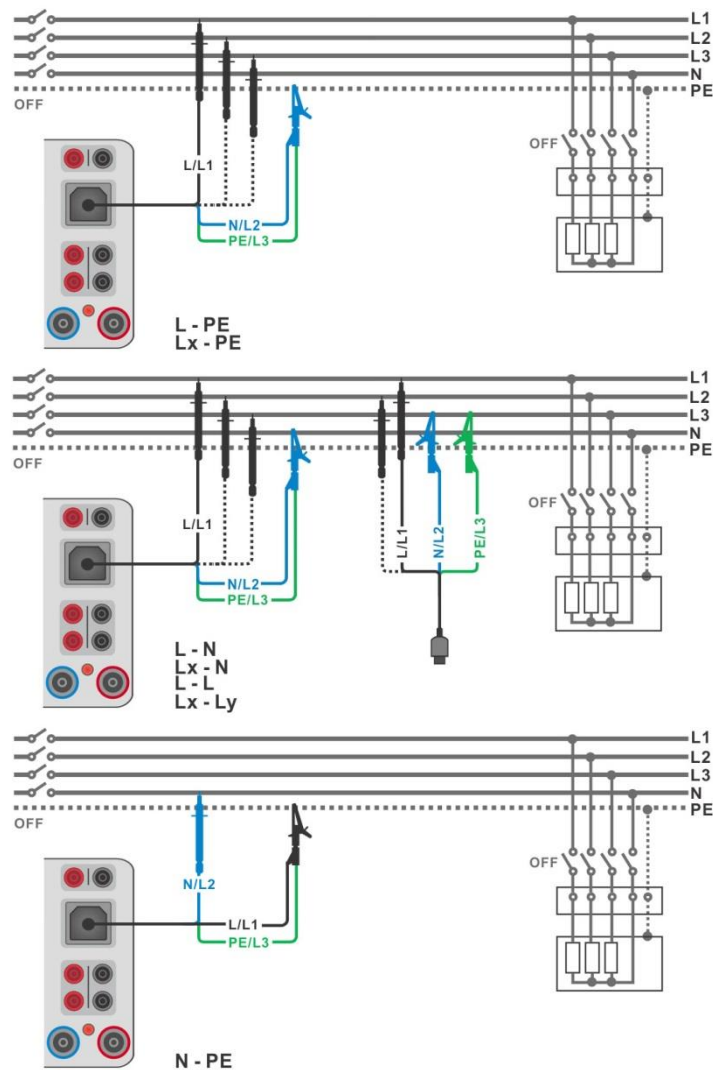 L1
L2
L3
N
PE
OFF
OFF
L/L1
N/L2
PE/L3
L - PE
Lx - PE
L1
L2
L3
N
PE
OFF
OFF
L/L1
L/L1
N/L2
PE/L3
N/L2
PE/L3
L - N
Lx - N
L - L
Lx - Ly
L1
L2
L3
N
PE
OFF
OFF
N/L2
L/L1
PE/L3
N - PE